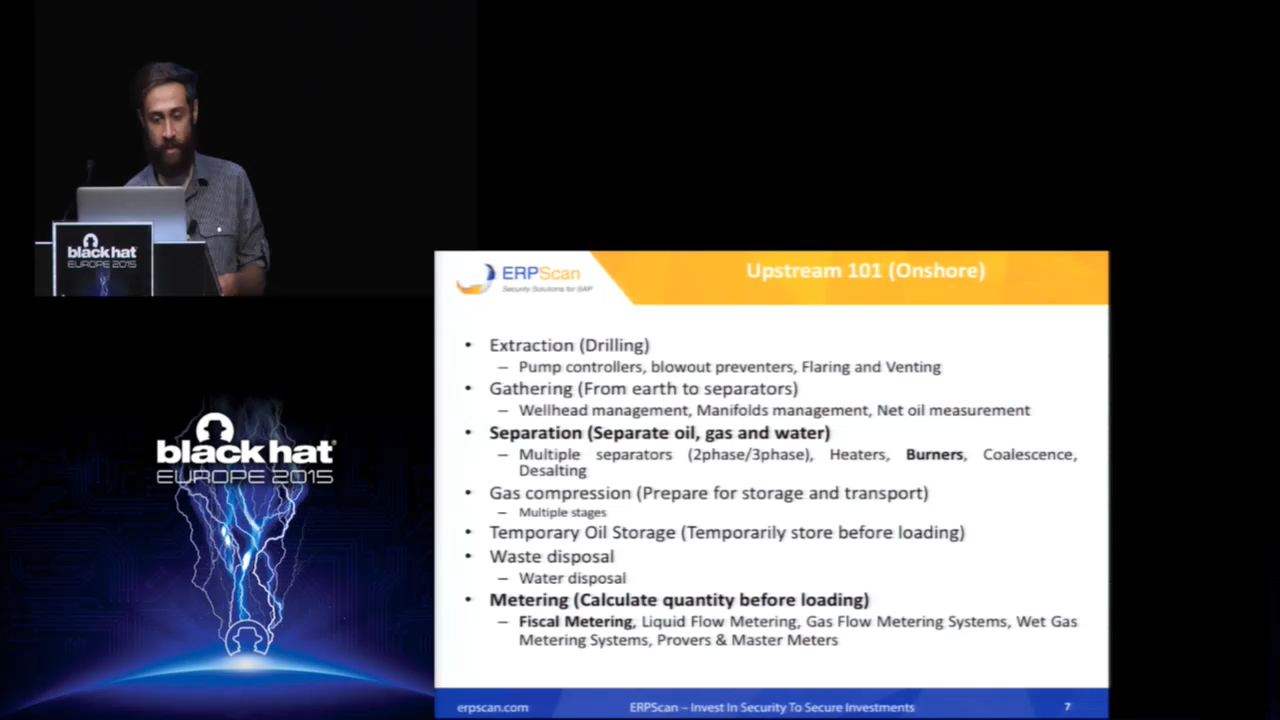 black hat
EUROPE 2015
ERPScan
Security Solutions for SAP
Upstream 101 (Onshore)
• Extraction (Drilling)
– Pump controllers, blowout preventers, Flaring and Venting
• Gathering (From earth to separators)
– Wellhead management, Manifolds management, Net oil measurement
• Separation (Separate oil, gas and water)
– Multiple separators (2phase/3phase), Heaters, Burners, Coalescence,
Desalting
• Gas compression (Prepare for storage and transport)
– Multiple stages
• Temporary Oil Storage (Temporarily store before loading)
• Waste disposal
– Water disposal
• Metering (Calculate quantity before loading)
– Fiscal Metering, Liquid Flow Metering, Gas Flow Metering Systems, Wet Gas
Metering Systems, Provers & Master Meters
erpscan.com
ERPScan – Invest In Security To Secure Investments
7
black hat
EUROPE 2015